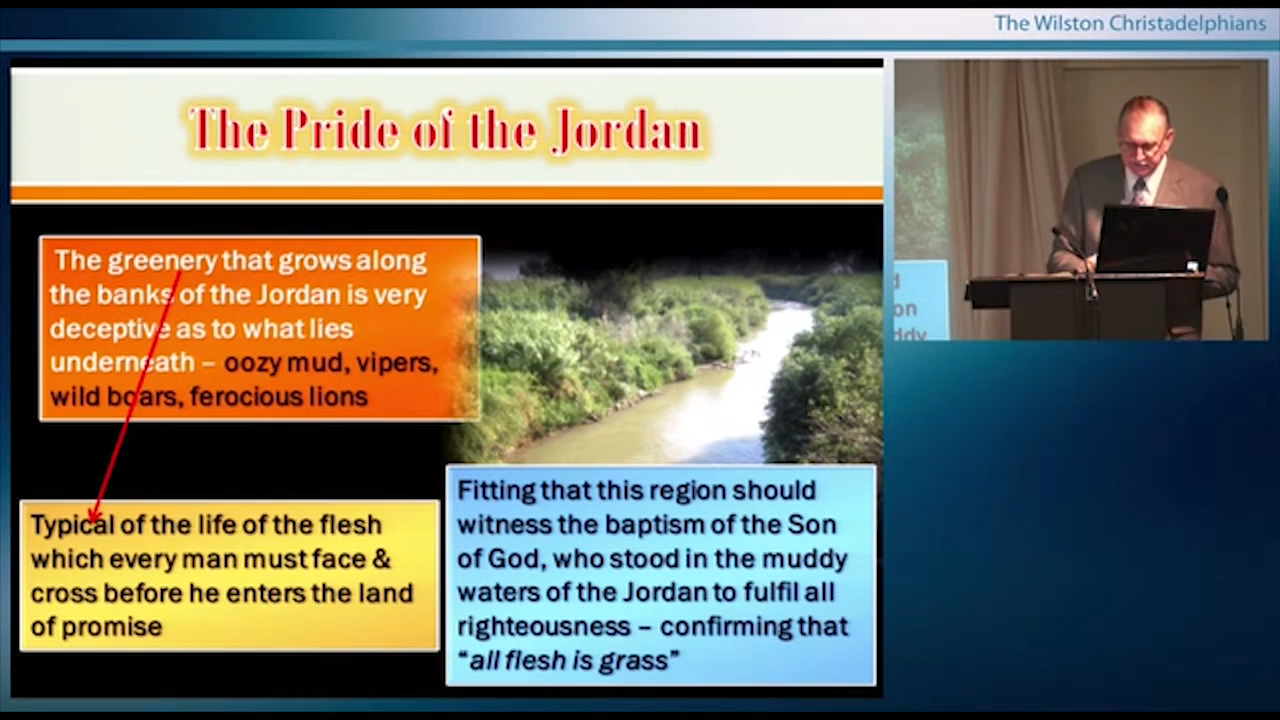 The Wilston Christadelphians
The Pride of the Jordan
The greenery that grows along
the banks of the Jordan is very
deceptive as to what lies
underneath – oozy mud, vipers,
wild boars, ferocious lions
Typical of the life of the flesh
which every man must face &
cross before he enters the land
of promise
Fitting that this region should
witness the baptism of the Son
of God, who stood in the muddy
waters of the Jordan to fulfil all
righteousness – confirming that
“all flesh is grass”